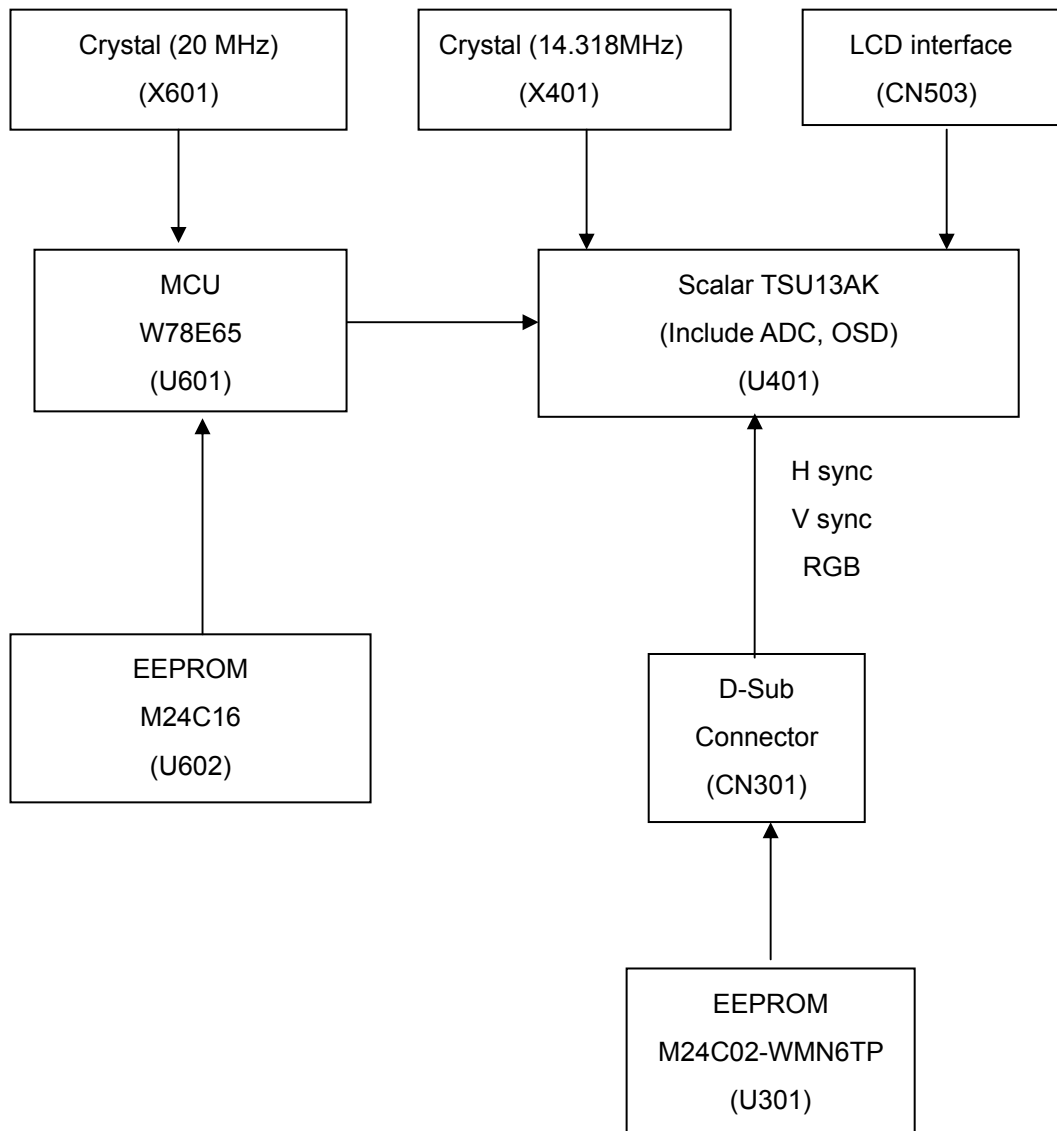 Crystal (20 MHz)
(X601)
Crystal (14.318MHz)
(X401)
LCD interface
(CN503)
MCU
W78E65
(U601)
Scalar TSU13AK
(Include ADC, OSD)
(U401)
H sync
V sync
RGB
EEPROM
M24C16
(U602)
D-Sub
Connector
(CN301)
EEPROM
M24C02-WMN6TP
(U301)